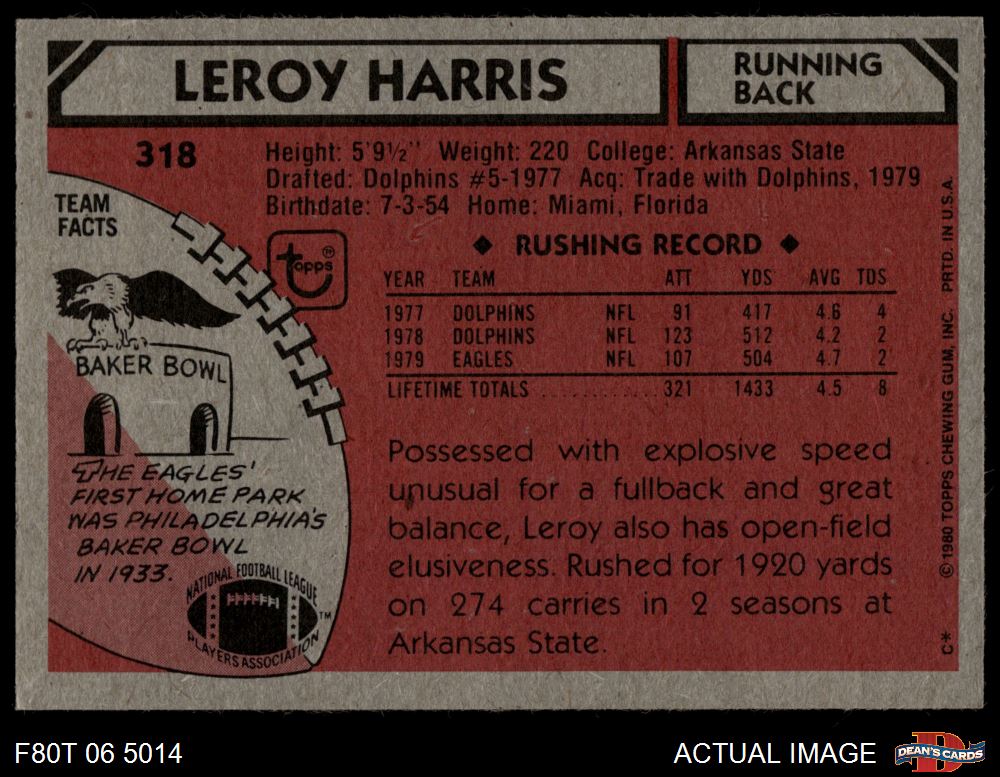 LEROY HARRIS
RUNNING
BACK
318
Height: 5'9½'' Weight: 220 College: Arkansas State
Drafted: Dolphins #5-1977 Acq: Trade with Dolphins, 1979
Birthdate: 7-3-54 Home: Miami, Florida
TEAM
FACTS
topps
◆ RUSHING RECORD ◆
YEAR TEAM ATT YDS AVG TDS
1977 DOLPHINS NFL 91 417 4.6 4
1978 DOLPHINS NFL 123 512 4.2 2
1979 EAGLES NFL 107 504 4.7 2
LIFETIME TOTALS ............ 321 1433 4.5 8
BAKER BOWL
THE EAGLES'
FIRST HOME PARK
WAS PHILADELPHIA'S
BAKER BOWL
IN 1933.
NATIONAL FOOTBALL LEAGUE
PLAYERS ASSOCIATION
TM
Possessed with explosive speed
unusual for a fullback and great
balance, Leroy also has open-field
elusiveness. Rushed for 1920 yards
on 274 carries in 2 seasons at
Arkansas State.
C* © 1980 TOPPS CHEWING GUM, INC. PRTD. IN U.S.A.
F80T 06 5014
ACTUAL IMAGE
DEAN'S CARDS